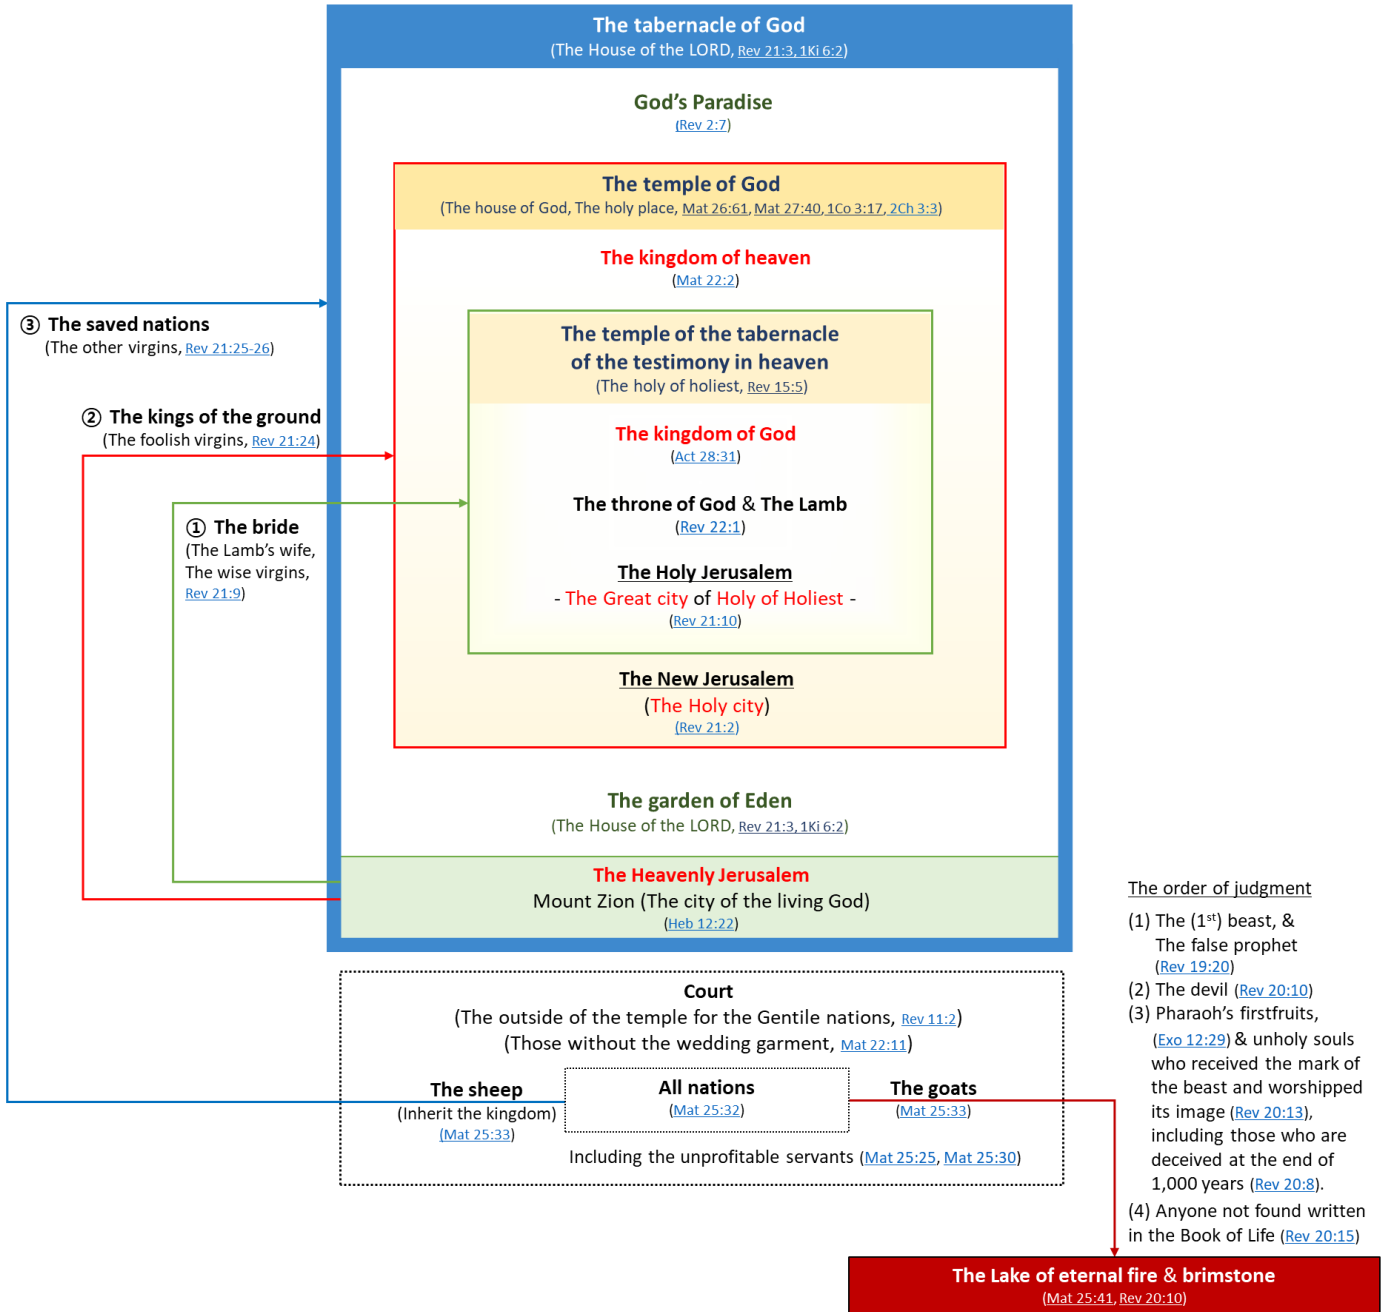 The tabernacle of God
(The House of the LORD, Rev 21:3, 1Ki 6:2)
God’s Paradise
(Rev 2:7)
The temple of God
(The house of God, The holy place, Mat 26:61, Mat 27:40, 1Co 3:17, 2Ch 3:3)
The kingdom of heaven
(Mat 22:2)
The temple of the tabernacle
of the testimony in heaven
(The holy of holiest, Rev 15:5)
The kingdom of God
(Act 28:31)
The throne of God & The Lamb
(Rev 22:1)
The Holy Jerusalem
- The Great city of Holy of Holiest -
(Rev 21:10)
The New Jerusalem
(The Holy city)
(Rev 21:2)
The garden of Eden
(The House of the LORD, Rev 21:3, 1Ki 6:2)
The Heavenly Jerusalem
Mount Zion (The city of the living God)
(Heb 12:22)
③ The saved nations
(The other virgins, Rev 21:25-26)
② The kings of the ground
(The foolish virgins, Rev 21:24)
① The bride
(The Lamb’s wife,
The wise virgins,
Rev 21:9)
Court
(The outside of the temple for the Gentile nations, Rev 11:2)
(Those without the wedding garment, Mat 22:11)
The sheep
(Inherit the kingdom)
(Mat 25:33)
All nations
(Mat 25:32)
The goats
(Mat 25:33)
Including the unprofitable servants (Mat 25:25, Mat 25:30)
The order of judgment
(1) The (1st) beast, &
The false prophet
(Rev 19:20)
(2) The devil (Rev 20:10)
(3) Pharaoh’s firstfruits,
(Exo 12:29) & unholy souls
who received the mark of
the beast and worshipped
its image (Rev 20:13),
including those who are
deceived at the end of
1,000 years (Rev 20:8).
(4) Anyone not found written
in the Book of Life (Rev 20:15)
The Lake of eternal fire & brimstone
(Mat 25:41, Rev 20:10)